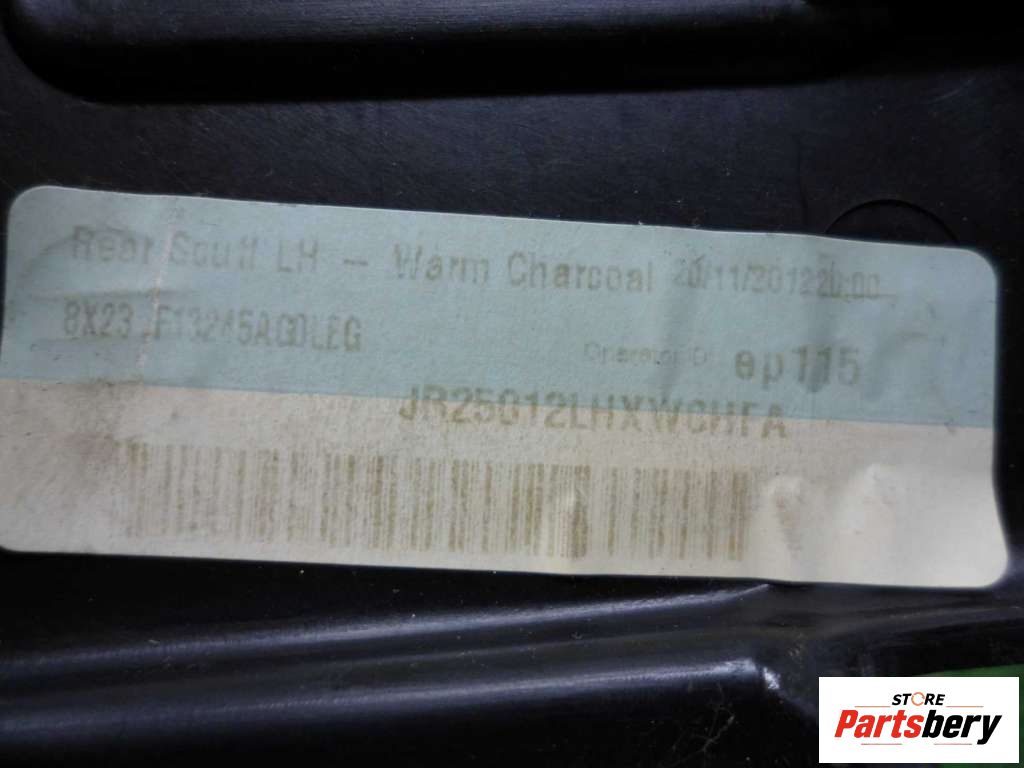 Rear Scuff LH - Warm Charcoal 20/11/2012 20:00
8X23 F13245AGDLEG Operator ID ep115
JR25012LHXWCHFA
STORE
Partsbery